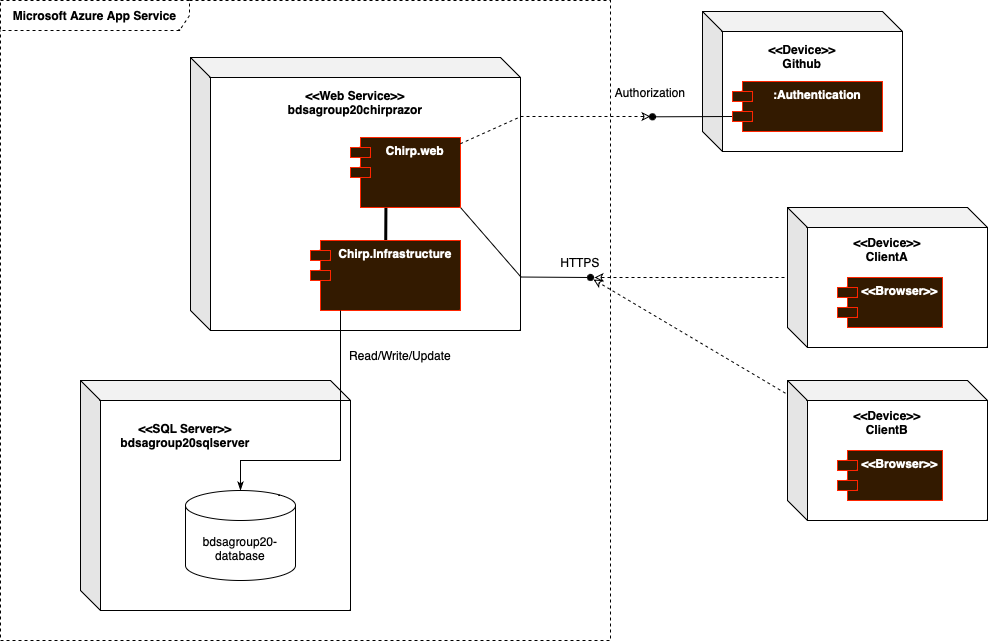 Microsoft Azure App Service
<<Web Service>>
bdsagroup20chirprazor
Chirp.web
Chirp.Infrastructure
Read/Write/Update
<<SQL Server>>
bdsagroup20sqlserver
bdsagroup20-
database
Authorization
<<Device>>
Github
:Authentication
HTTPS
<<Device>>
ClientA
<<Browser>>
<<Device>>
ClientB
<<Browser>>